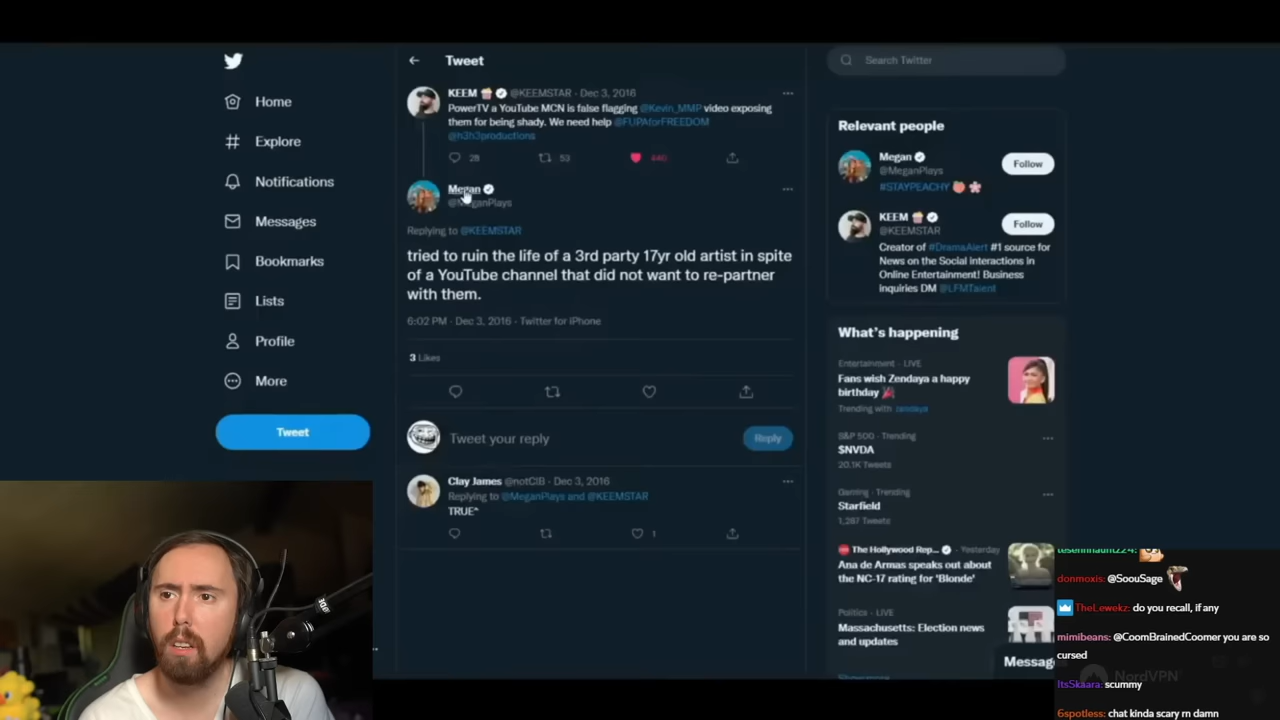 Tweet
KEEM @KEEMSTAR · Dec 3, 2016
PowerTV a YouTube MCN is false flagging @Kevin_MMP video exposing
them for being shady. We need help @FUPAforFREEDOM
@h3h3productions
28 53 446
Megan
@MeganPlays
Replying to @KEEMSTAR
tried to ruin the life of a 3rd party 17yr old artist in spite
of a YouTube channel that did not want to re-partner
with them.
6:02 PM · Dec 3, 2016 · Twitter for iPhone
3 Likes
Tweet your reply
Reply
Clay James @notClB · Dec 3, 2016
Replying to @MeganPlays and @KEEMSTAR
TRUE^
1
Home
Explore
Notifications
Messages
Bookmarks
Lists
Profile
More
Tweet
Search Twitter
Relevant people
Megan
@MeganPlays
Follow
#STAYPEACHY
KEEM
@KEEMSTAR
Follow
Creator of #DramaAlert #1 source for
News on the Social interactions in
Online Entertainment! Business
inquiries DM @LFMTalent
What's happening
Entertainment · LIVE
Fans wish Zendaya a happy
birthday
Trending with zendaya
S&P 500 · Trending
$NVDA
20.1K Tweets
Gaming · Trending
Starfield
1,287 Tweets
The Hollywood Rep... · Yesterday
Ana de Armas speaks out about
the NC-17 rating for 'Blonde'
Politics · LIVE
Massachusetts: Election news
and updates
Messag
NordVPN
donmoxis: @SoouSage
TheLewekz: do you recall, if any
mimibeans: @CoomBrainedCoomer you are so
cursed
ItsSkaara: scummy
6spotless: chat kinda scary rn damn